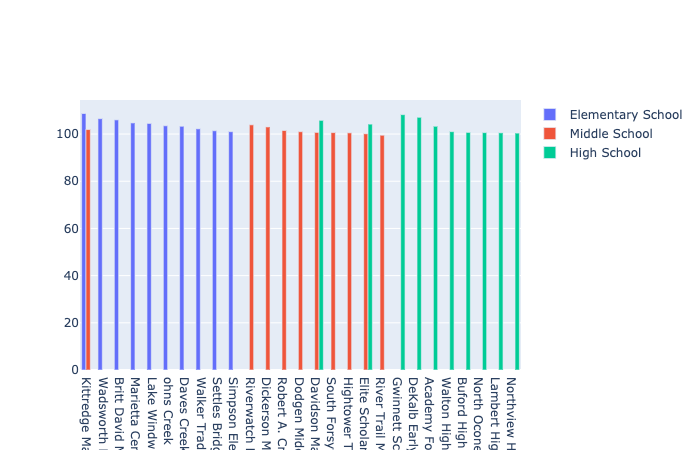 Elementary School
Middle School
High School
100
80
60
40
20
0
Kittredge Ma
Wadsworth
Britt David M
Marietta Cen
Lake Windw
ohns Creek
Daves Creek
Walker Trad
Settles Bridg
Simpson Ele
Riverwatch
Dickerson M
Robert A. Cr
Dodgen Midd
Davidson Ma
South Forsy
Hightower T
Elite Scholar
River Trail M
Gwinnett Sc
DeKalb Early
Academy Fo
Walton High
Buford High
North Ocone
Lambert Hig
Northview H